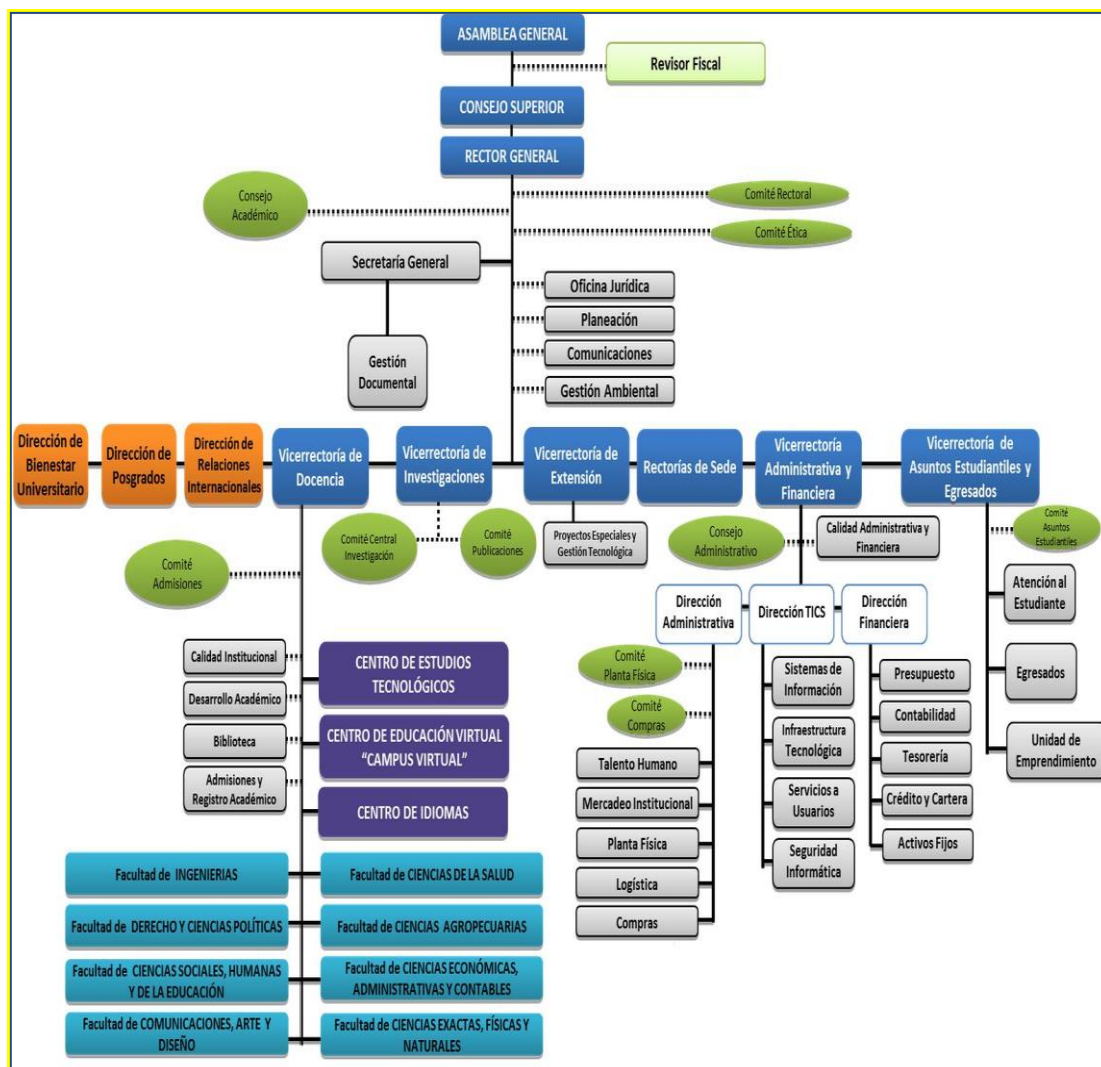 ASAMBLEA GENERAL
Revisor Fiscal
CONSEJO SUPERIOR
RECTOR GENERAL
Consejo
Académico
Comité Rectoral
Comité Ética
Secretaría General
Oficina Jurídica
Planeación
Comunicaciones
Gestión Ambiental
Gestión
Documental
Dirección de
Bienestar
Universitario
Dirección de
Posgrados
Dirección de
Relaciones
Internacionales
Vicerrectoría de
Docencia
Vicerrectoría de
Investigaciones
Vicerrectoría de
Extensión
Rectorías de Sede
Vicerrectoría
Administrativa y
Financiera
Vicerrectoría de
Asuntos Estudiantiles y
Egresados
Comité Central
Investigación
Comité
Publicaciones
Proyectos Especiales y
Gestión Tecnológica
Consejo
Administrativo
Calidad Administrativa y
Financiera
Comité
Asuntos
Estudiantiles
Comité
Admisiones
Atención al
Estudiante
Egresados
Unidad de
Emprendimiento
Dirección
Administrativa
Dirección TICS
Dirección
Financiera
Calidad Institucional
Desarrollo Académico
Biblioteca
Admisiones y
Registro Académico
CENTRO DE ESTUDIOS
TECNOLÓGICOS
CENTRO DE EDUCACIÓN VIRTUAL
“CAMPUS VIRTUAL”
CENTRO DE IDIOMAS
Comité
Planta Física
Comité
Compras
Talento Humano
Mercadeo Institucional
Planta Física
Logística
Compras
Sistemas de
Información
Infraestructura
Tecnológica
Servicios a
Usuarios
Seguridad
Informática
Presupuesto
Contabilidad
Tesorería
Crédito y Cartera
Activos Fijos
Facultad de INGENIERIAS
Facultad de CIENCIAS DE LA SALUD
Facultad de DERECHO Y CIENCIAS POLÍTICAS
Facultad de CIENCIAS AGROPECUARIAS
Facultad de CIENCIAS SOCIALES, HUMANAS
Y DE LA EDUCACIÓN
Facultad de CIENCIAS ECONÓMICAS,
ADMINISTRATIVAS Y CONTABLES
Facultad de COMUNICACIONES, ARTE Y
DISEÑO
Facultad de CIENCIAS EXACTAS, FÍSICAS Y
NATURALES